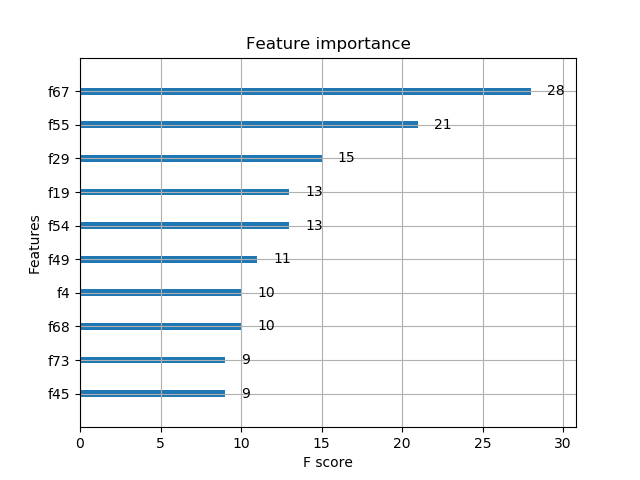 Feature importance
f67 28
f55 21
f29 15
f19 13
f54 13
f49 11
f4 10
f68 10
f73 9
f45 9
Features
0 5 10 15 20 25 30
F score